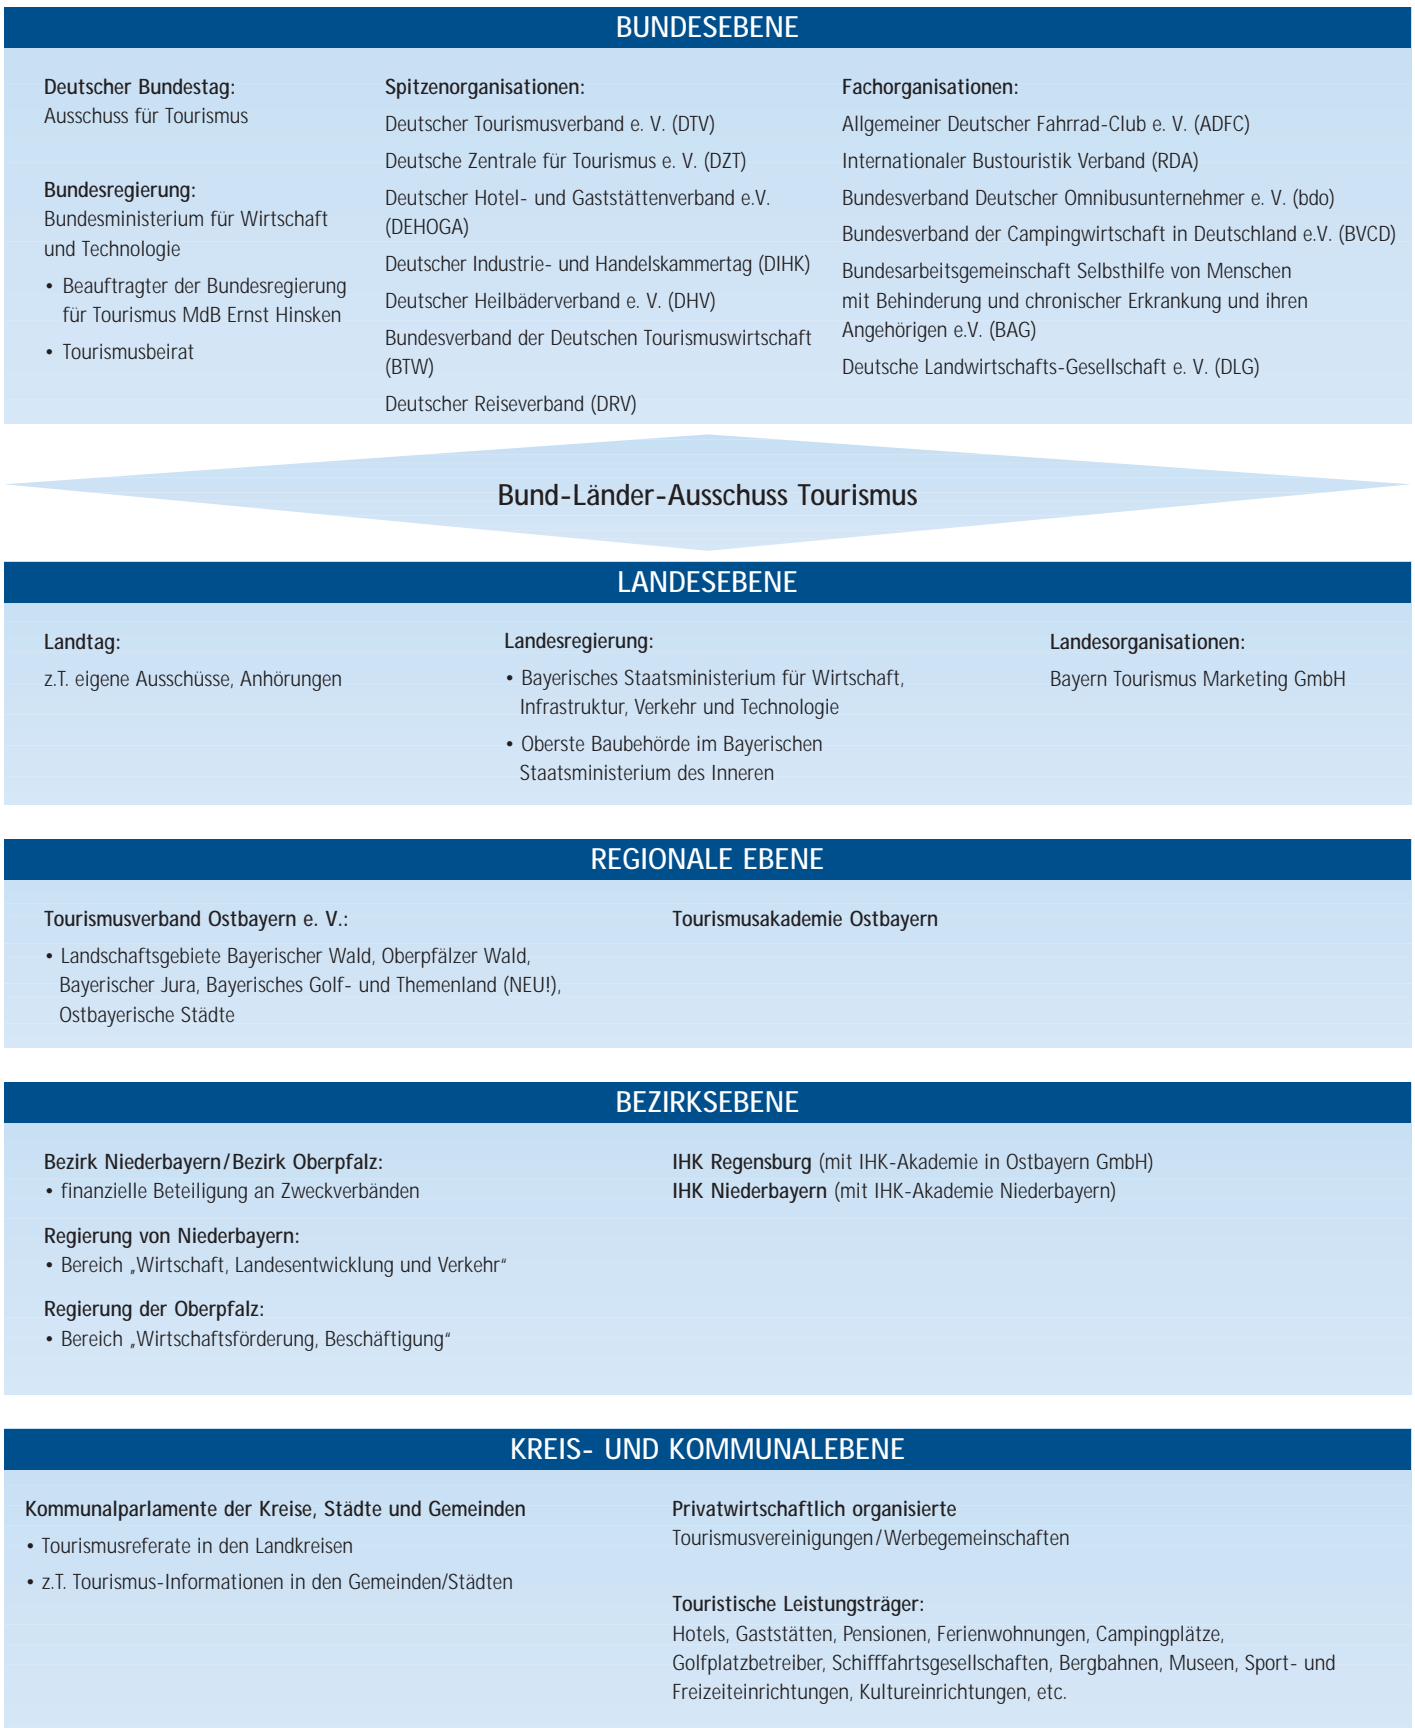 BUNDESEBENE
Deutscher Bundestag:
Ausschuss für Tourismus
Bundesregierung:
Bundesministerium für Wirtschaft
und Technologie
• Beauftragter der Bundesregierung
für Tourismus MdB Ernst Hinsken
• Tourismusbeirat
Spitzenorganisationen:
Deutscher Tourismusverband e. V. (DTV)
Deutsche Zentrale für Tourismus e. V. (DZT)
Deutscher Hotel- und Gaststättenverband e.V.
(DEHOGA)
Deutscher Industrie- und Handelskammertag (DIHK)
Deutscher Heilbäderverband e. V. (DHV)
Bundesverband der Deutschen Tourismuswirtschaft
(BTW)
Deutscher Reiseverband (DRV)
Fachorganisationen:
Allgemeiner Deutscher Fahrrad-Club e. V. (ADFC)
Internationaler Bustouristik Verband (RDA)
Bundesverband Deutscher Omnibusunternehmer e. V. (bdo)
Bundesverband der Campingwirtschaft in Deutschland e.V. (BVCD)
Bundesarbeitsgemeinschaft Selbsthilfe von Menschen
mit Behinderung und chronischer Erkrankung und ihren
Angehörigen e.V. (BAG)
Deutsche Landwirtschafts-Gesellschaft e. V. (DLG)
Bund-Länder-Ausschuss Tourismus
LANDESEBENE
Landtag:
z.T. eigene Ausschüsse, Anhörungen
Landesregierung:
• Bayerisches Staatsministerium für Wirtschaft,
Infrastruktur, Verkehr und Technologie
• Oberste Baubehörde im Bayerischen
Staatsministerium des Inneren
Landesorganisationen:
Bayern Tourismus Marketing GmbH
REGIONALE EBENE
Tourismusverband Ostbayern e. V.:
• Landschaftsgebiete Bayerischer Wald, Oberpfälzer Wald,
Bayerischer Jura, Bayerisches Golf- und Themenland (NEU!),
Ostbayerische Städte
Tourismusakademie Ostbayern
BEZIRKSEBENE
Bezirk Niederbayern/Bezirk Oberpfalz:
• finanzielle Beteiligung an Zweckverbänden
Regierung von Niederbayern:
• Bereich „Wirtschaft, Landesentwicklung und Verkehr“
Regierung der Oberpfalz:
• Bereich „Wirtschaftsförderung, Beschäftigung“
IHK Regensburg (mit IHK-Akademie in Ostbayern GmbH)
IHK Niederbayern (mit IHK-Akademie Niederbayern)
KREIS- UND KOMMUNALEBENE
Kommunalparlamente der Kreise, Städte und Gemeinden
• Tourismusreferate in den Landkreisen
• z.T. Tourismus-Informationen in den Gemeinden/Städten
Privatwirtschaftlich organisierte
Tourismusvereinigungen/Werbegemeinschaften
Touristische Leistungsträger:
Hotels, Gaststätten, Pensionen, Ferienwohnungen, Campingplätze,
Golfplatzbetreiber, Schifffahrtsgesellschaften, Bergbahnen, Museen, Sport- und
Freizeiteinrichtungen, Kultureinrichtungen, etc.